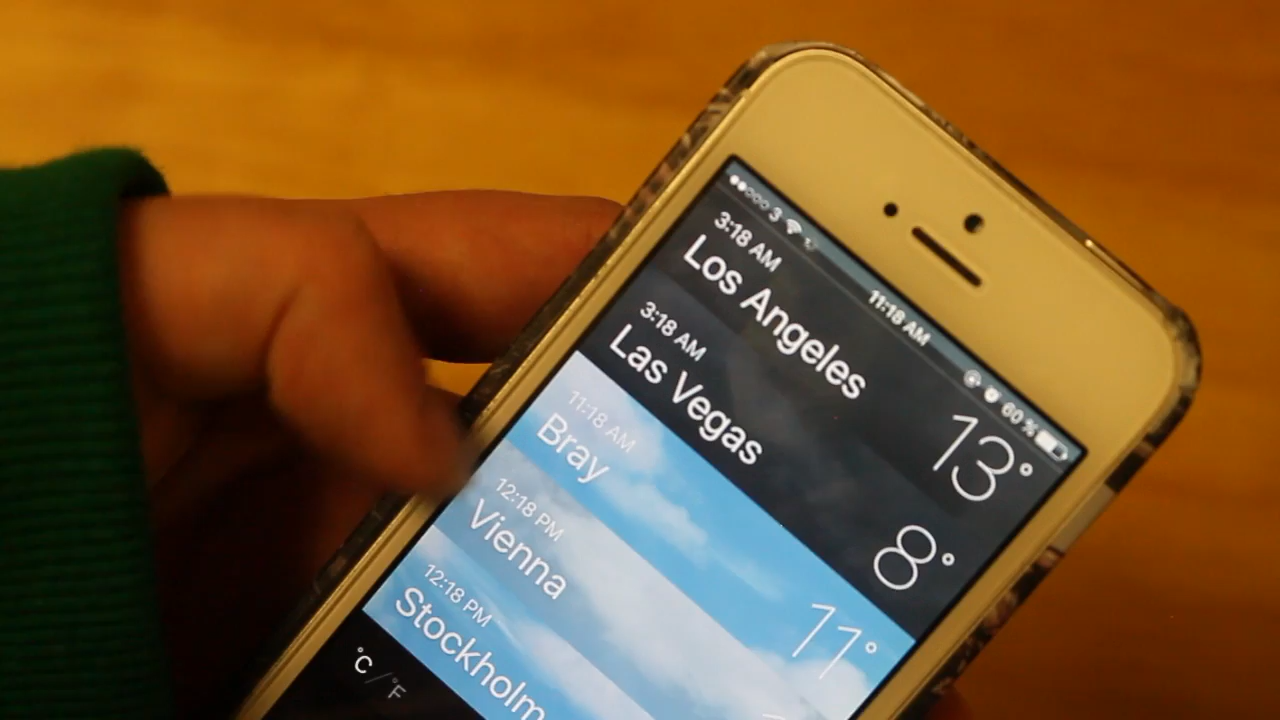 3
11:18 AM
60%
3:18 AM
Los Angeles
13°
3:18 AM
Las Vegas
8°
11:18 AM
Bray
11°
12:18 PM
Vienna
12:18 PM
Stockholm
°C / °F